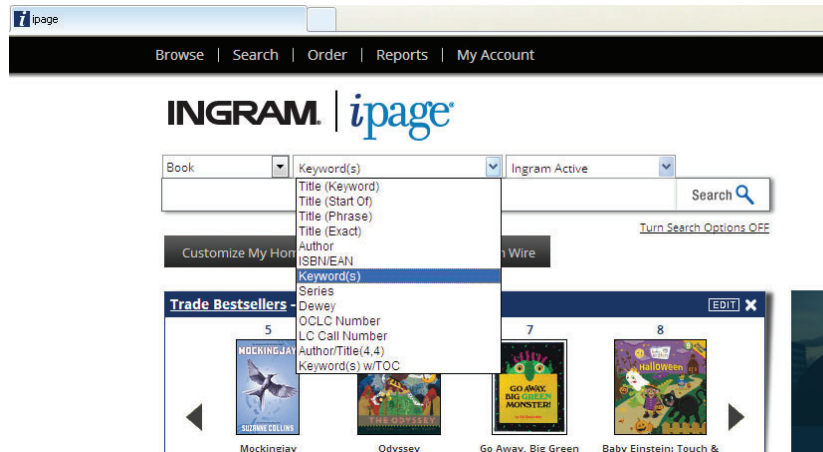 ipage
Browse | Search | Order | Reports | My Account
INGRAM. | ipage®
Book Keyword(s) Ingram Active
Search
Title (Keyword)
Title (Start Of)
Title (Phrase)
Title (Exact)
Author
ISBN/EAN
Keyword(s)
Series
Dewey
OCLC Number
LC Call Number
Author/Title(4,4)
Keyword(s) w/TOC
Turn Search Options OFF
Customize My Hom
Wire
Trade Bestsellers - EDIT
5 7 8
MOCKINGJAY
SUZANNE COLLINS
THE ODYSSEY
GO AWAY,
BIG GREEN
MONSTER!
Halloween
Mockingjay Odyssey Go Away, Big Green Baby Einstein: Touch &